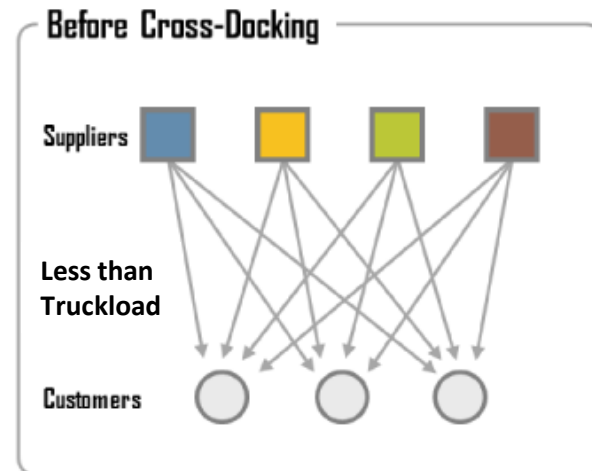 Before Cross-Docking
Suppliers
Less than
Truckload
Customers